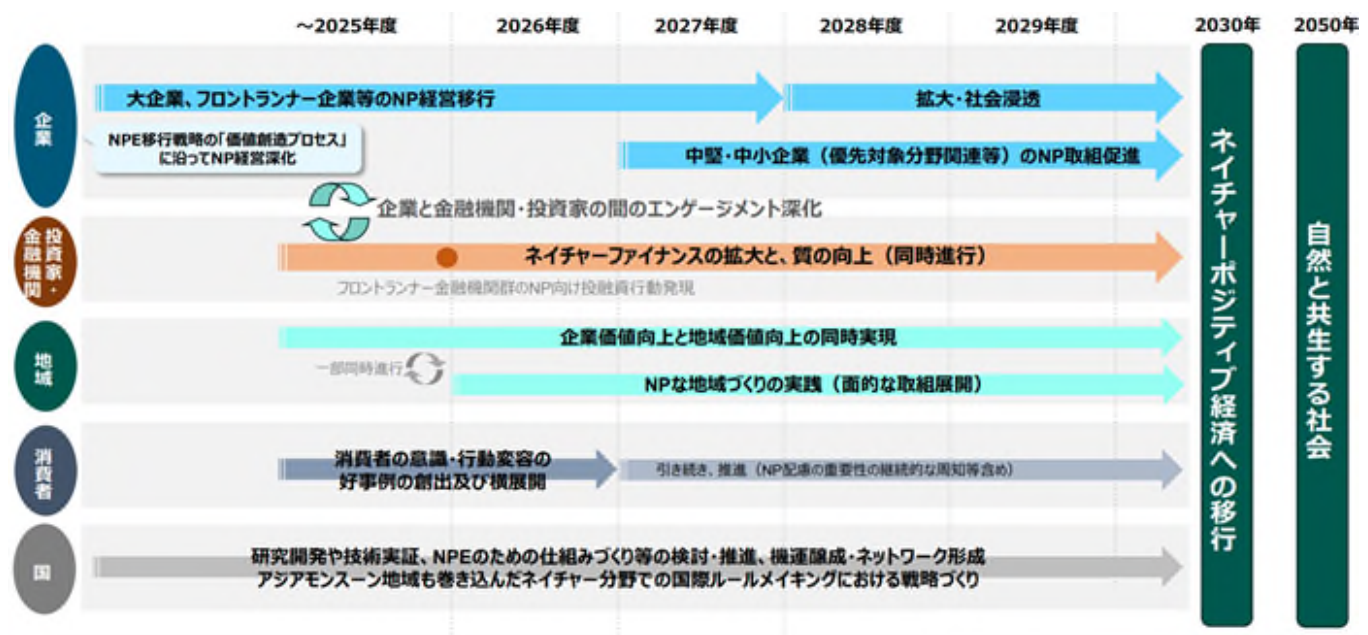 ～2025年度
2026年度
2027年度
2028年度
2029年度
2030年
2050年
企業
大企業、フロントランナー企業等のNP経営移行
拡大・社会浸透
NPE移行戦略の「価値創造プロセス」
に沿ってNP経営深化
中堅・中小企業（優先対象分野関連等）のNP取組促進
企業と金融機関・投資家の間のエンゲージメント深化
投資家・
金融機関
ネイチャーファイナンスの拡大と、質の向上（同時進行）
フロントランナー金融機関群のNP向け投融資行動発現
地域
企業価値向上と地域価値向上の同時実現
一部同時進行
NPな地域づくりの実践（面的な取組展開）
消費者
消費者の意識・行動変容の
好事例の創出及び横展開
引き続き、推進（NP配慮の重要性の継続的な周知等含め）
国
研究開発や技術実証、NPEのための仕組みづくり等の検討・推進、機運醸成・ネットワーク形成
アジアモンスーン地域も巻き込んだネイチャー分野での国際ルールメイキングにおける戦略づくり
ネイチャーポジティブ経済への移行
自然と共生する社会